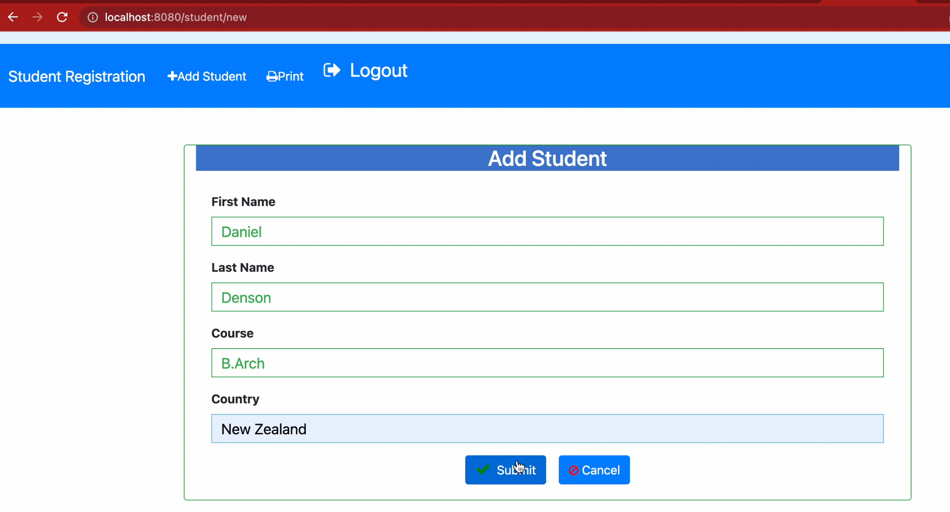 localhost:8080/student/new
Student Registration Add Student Print Logout
Add Student
First Name
Daniel
Last Name
Denson
Course
B.Arch
Country
New Zealand
Submit Cancel